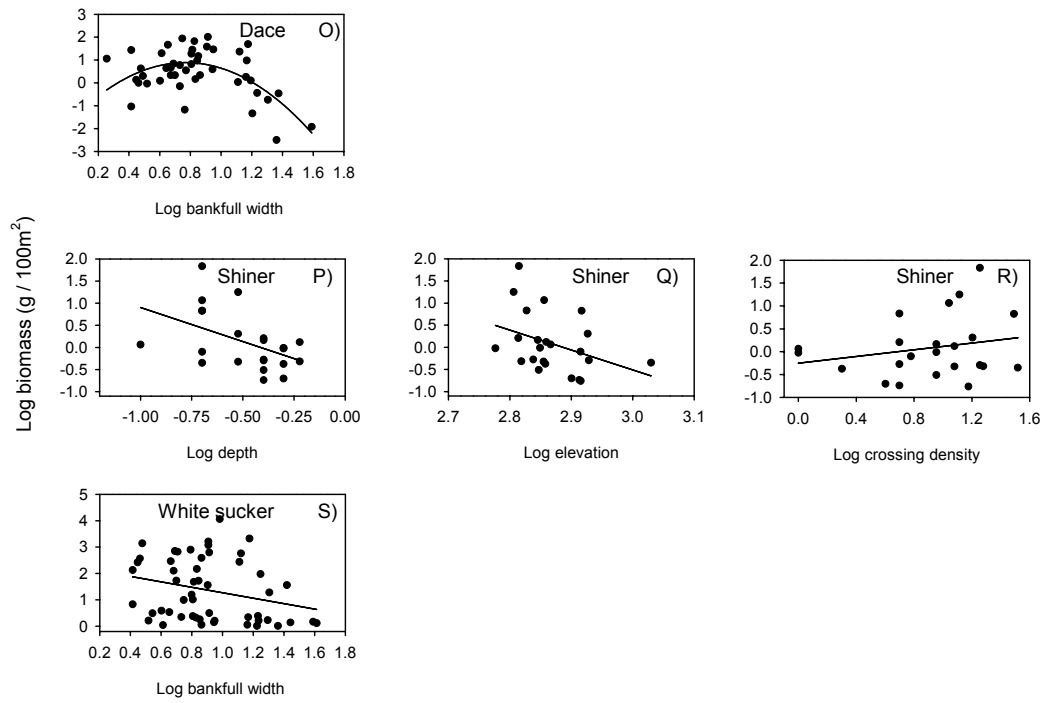 Log biomass (g / 100m²)
Dace O)
3
2
1
0
-1
-2
-3
0.2 0.4 0.6 0.8 1.0 1.2 1.4 1.6 1.8
Log bankfull width
Shiner P)
2.0
1.5
1.0
0.5
0.0
-0.5
-1.0
-1.00 -0.75 -0.50 -0.25 0.00
Log depth
Shiner Q)
2.0
1.5
1.0
0.5
0.0
-0.5
-1.0
2.7 2.8 2.9 3.0 3.1
Log elevation
Shiner R)
2.0
1.5
1.0
0.5
0.0
-0.5
-1.0
0.0 0.4 0.8 1.2 1.6
Log crossing density
White sucker S)
5
4
3
2
1
0
0.2 0.4 0.6 0.8 1.0 1.2 1.4 1.6 1.8
Log bankfull width